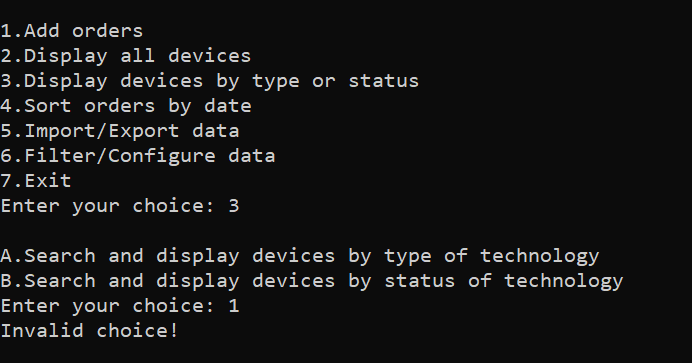 1.Add orders
2.Display all devices
3.Display devices by type or status
4.Sort orders by date
5.Import/Export data
6.Filter/Configure data
7.Exit
Enter your choice: 3
A.Search and display devices by type of technology
B.Search and display devices by status of technology
Enter your choice: 1
Invalid choice!